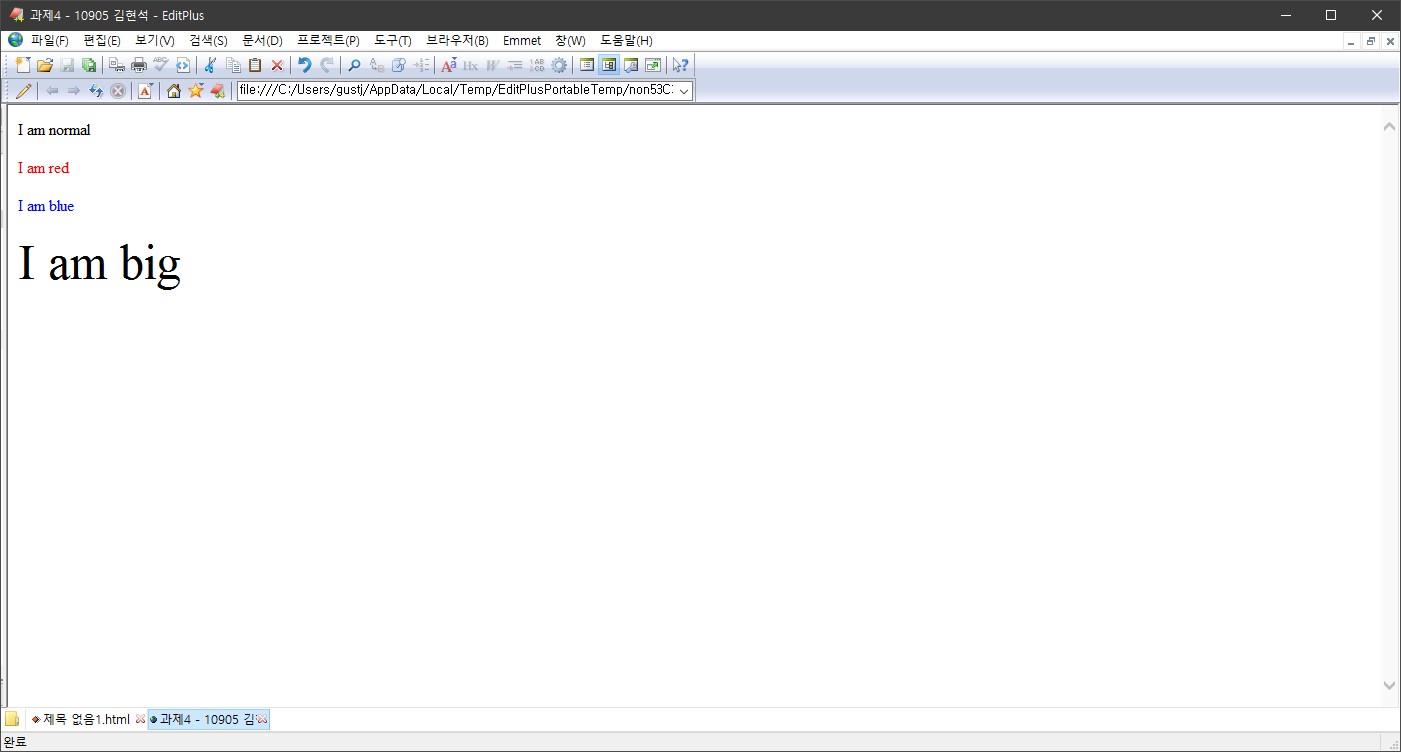 과제4 - 10905 김현석 - EditPlus
파일(F) 편집(E) 보기(V) 검색(S) 문서(D) 프로젝트(P) 도구(T) 브라우저(B) Emmet 창(W) 도움말(H)
file:///C:/Users/gustj/AppData/Local/Temp/EditPlusPortableTemp/non53C
I am normal
I am red
I am blue
I am big
제목 없음1.html 과제4 - 10905 김
완료